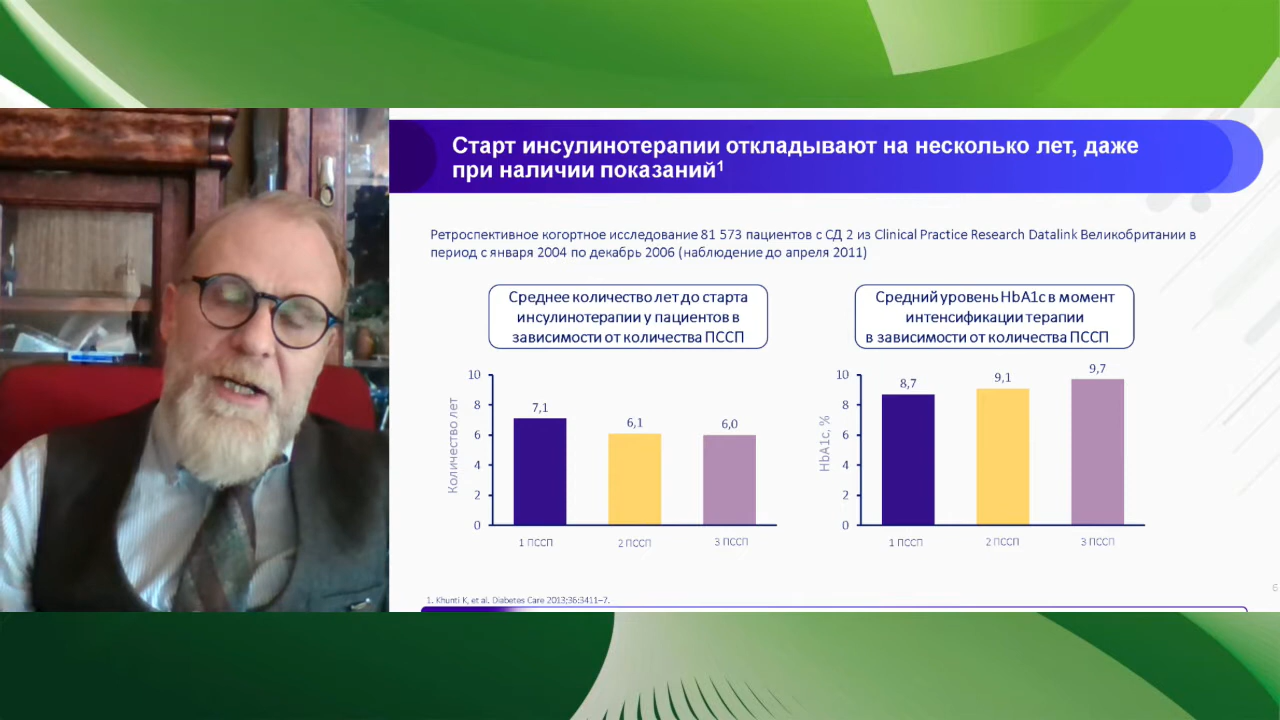 Старт инсулинотерапии откладывают на несколько лет, даже
при наличии показаний¹
Ретроспективное когортное исследование 81 573 пациентов с СД 2 из Clinical Practice Research Datalink Великобритании в
период с января 2004 по декабрь 2006 (наблюдение до апреля 2011)
Среднее количество лет до старта
инсулинотерапии у пациентов в
зависимости от количества ПССП
Количество лет
10
8
6
4
2
0
7,1
6,1
6,0
1 ПССП
2 ПССП
3 ПССП
Средний уровень HbA1c в момент
интенсификации терапии
в зависимости от количества ПССП
HbA1c, %
10
8
6
4
2
0
8,7
9,1
9,7
1 ПССП
2 ПССП
3 ПССП
6
1. Khunti K, et al. Diabetes Care 2013;36:3411–7.